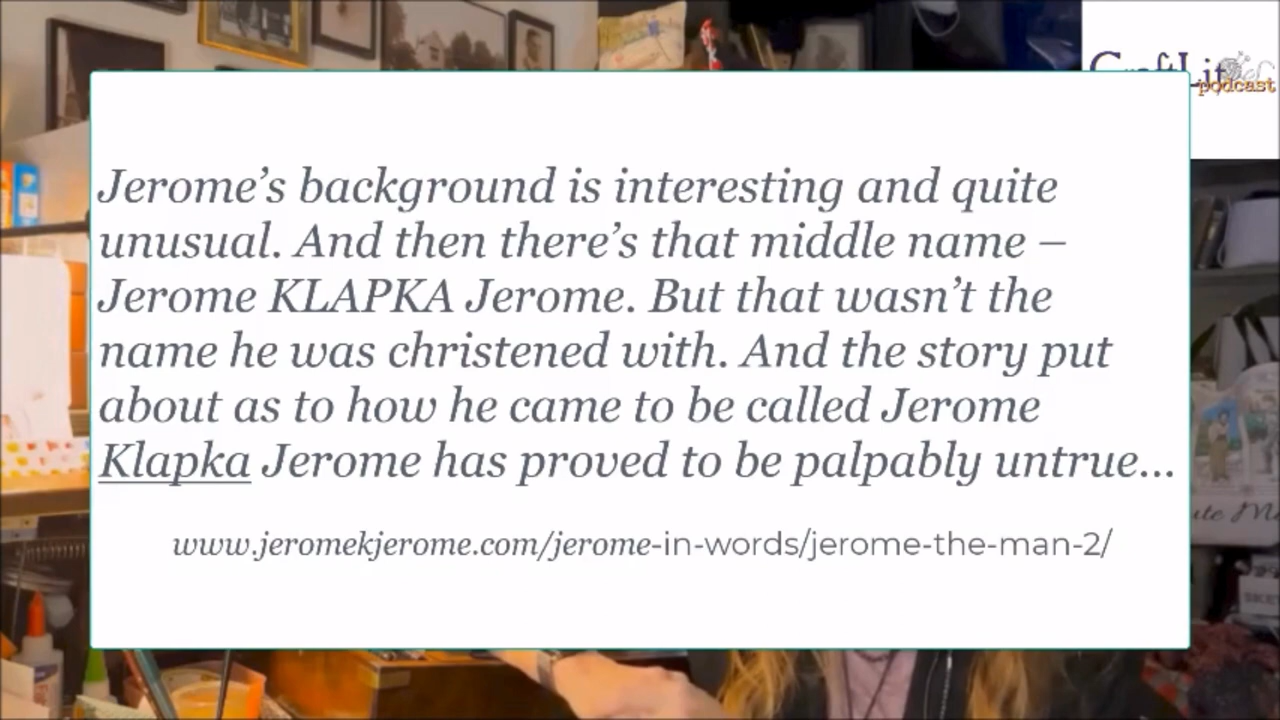 CraftLit
podcast
Jerome’s background is interesting and quite
unusual. And then there’s that middle name –
Jerome KLAPKA Jerome. But that wasn’t the
name he was christened with. And the story put
about as to how he came to be called Jerome
Klapka Jerome has proved to be palpably untrue...
www.jeromekjerome.com/jerome-in-words/jerome-the-man-2/